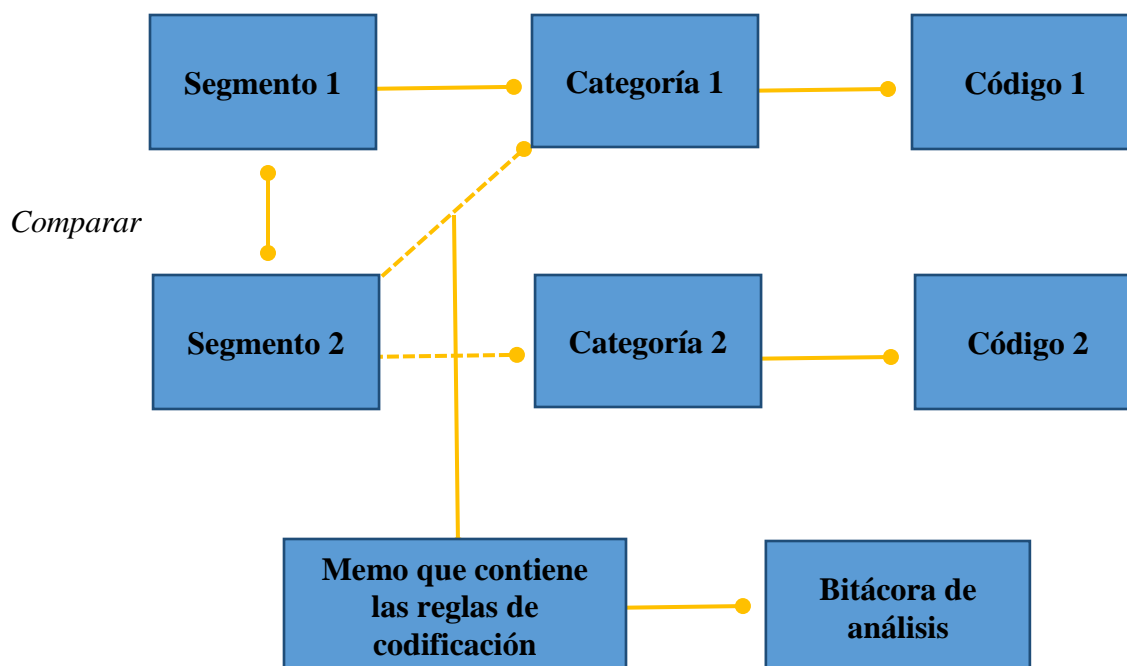 Segmento 1
Categoría 1
Código 1
Comparar
Segmento 2
Categoría 2
Código 2
Memo que contiene
las reglas de
codificación
Bitácora de
análisis